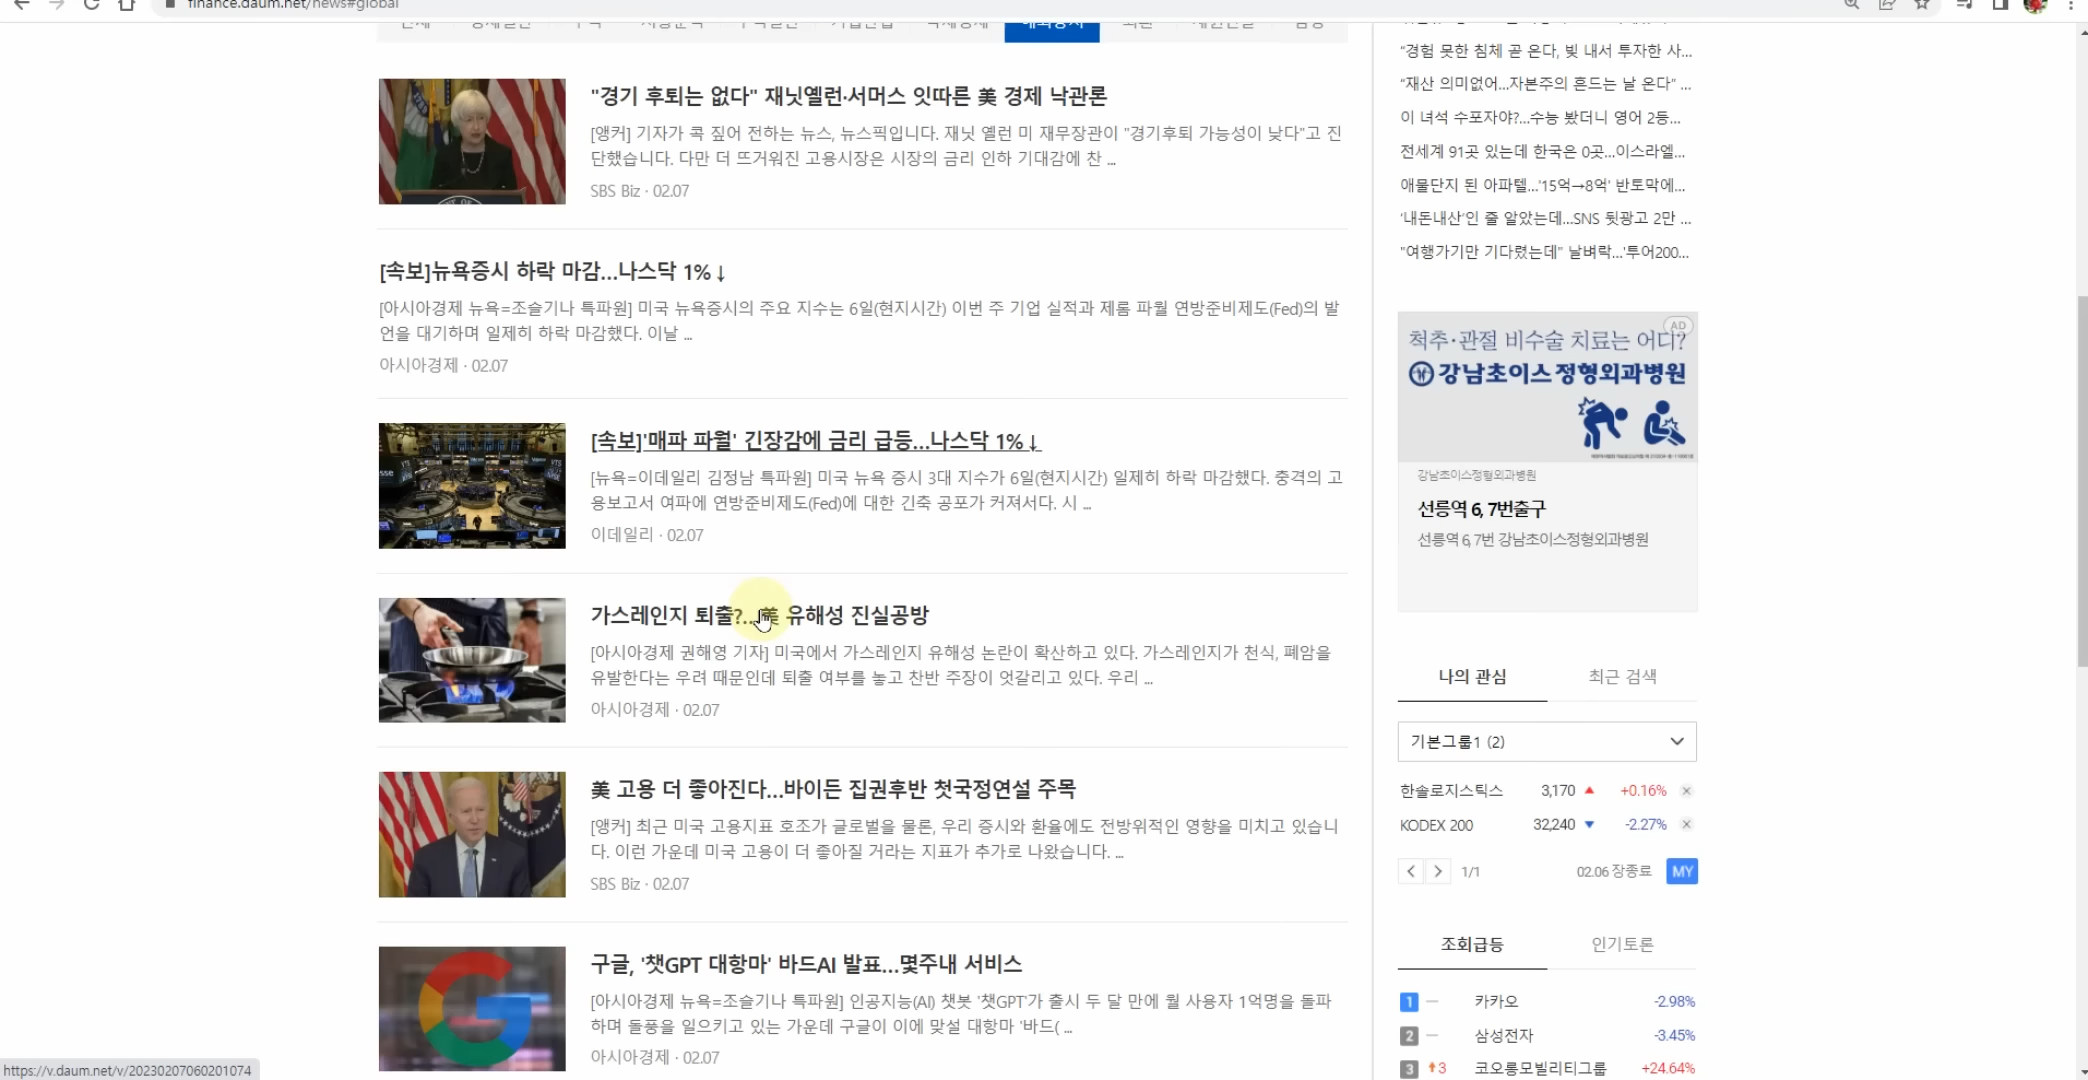 finance.daum.net/news#global
"경기 후퇴는 없다" 재닛옐런·서머스 잇따른 美 경제 낙관론
[앵커] 기자가 콕 짚어 전하는 뉴스, 뉴스픽입니다. 재닛 옐런 미 재무장관이 "경기후퇴 가능성이 낮다"고 진
단했습니다. 다만 더 뜨거워진 고용시장은 시장의 금리 인하 기대감에 찬 ...
SBS Biz · 02.07
[속보]뉴욕증시 하락 마감...나스닥 1%↓
[아시아경제 뉴욕=조슬기나 특파원] 미국 뉴욕증시의 주요 지수는 6일(현지시간) 이번 주 기업 실적과 제롬 파월 연방준비제도(Fed)의 발
언을 대기하며 일제히 하락 마감했다. 이날 ...
아시아경제 · 02.07
[속보]'매파 파월' 긴장감에 금리 급등...나스닥 1%↓
[뉴욕=이데일리 김정남 특파원] 미국 뉴욕 증시 3대 지수가 6일(현지시간) 일제히 하락 마감했다. 충격의 고
용보고서 여파에 연방준비제도(Fed)에 대한 긴축 공포가 커져서다. 시 ...
이데일리 · 02.07
가스레인지 퇴출?...美 유해성 진실공방
[아시아경제 권해영 기자] 미국에서 가스레인지 유해성 논란이 확산하고 있다. 가스레인지가 천식, 폐암을
유발한다는 우려 때문인데 퇴출 여부를 놓고 찬반 주장이 엇갈리고 있다. 우리 ...
아시아경제 · 02.07
美 고용 더 좋아진다...바이든 집권후반 첫국정연설 주목
[앵커] 최근 미국 고용지표 호조가 글로벌을 물론, 우리 증시와 환율에도 전방위적인 영향을 미치고 있습니
다. 이런 가운데 미국 고용이 더 좋아질 거라는 지표가 추가로 나왔습니다. ...
SBS Biz · 02.07
구글, '챗GPT 대항마' 바드AI 발표...몇주내 서비스
[아시아경제 뉴욕=조슬기나 특파원] 인공지능(AI) 챗봇 '챗GPT'가 출시 두 달 만에 월 사용자 1억명을 돌파
하며 돌풍을 일으키고 있는 가운데 구글이 이에 맞설 대항마 '바드( ...
아시아경제 · 02.07
https://v.daum.net/v/20230207060201074
"경험 못한 침체 곧 온다, 빚 내서 투자한 사...
"재산 의미없어...자본주의 흔드는 날 온다" ...
이 녀석 수포자야?...수능 봤더니 영어 2등...
전세계 91곳 있는데 한국은 0곳...이스라엘...
애물단지 된 아파텔...'15억→8억' 반토막에...
'내돈내산'인 줄 알았는데...SNS 뒷광고 2만 ...
"여행가기만 기다렸는데" 날벼락...'투어200...
AD
척추·관절 비수술 치료는 어디?
강남초이스정형외과병원
강남초이스정형외과병원
선릉역 6, 7번출구
선릉역 6, 7번 강남초이스정형외과병원
나의 관심 최근 검색
기본그룹1 (2)
한솔로지스틱스 3,170 ▲ +0.16% ×
KODEX 200 32,240 ▼ -2.27% ×
1/1 02.06 장종료 MY
조회급등 인기토론
1 카카오 -2.98%
2 삼성전자 -3.45%
3 ↑3 코오롱모빌리티그룹 +24.64%